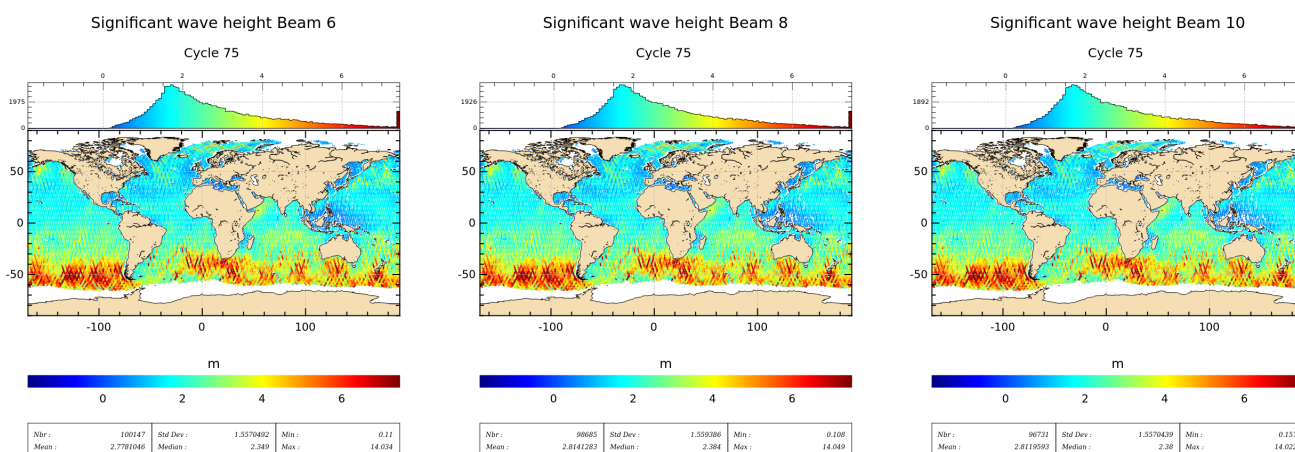 Significant wave height Beam 6
Cycle 75
0 2 4 6
1975
0
50
0
-50
-100 0 100
m
0 2 4 6
Nbr : 100147 Std Dev : 1.5570492 Min : 0.11
Mean : 2.7781046 Median : 2.349 Max : 14.034
Significant wave height Beam 8
Cycle 75
0 2 4 6
1926
0
50
0
-50
-100 0 100
m
0 2 4 6
Nbr : 98685 Std Dev : 1.559386 Min : 0.108
Mean : 2.8141283 Median : 2.384 Max : 14.049
Significant wave height Beam 10
Cycle 75
0 2 4 6
1892
0
50
0
-50
-100 0 100
m
0 2 4 6
Nbr : 96731 Std Dev : 1.5570439 Min : 0.157
Mean : 2.8119593 Median : 2.38 Max : 14.022